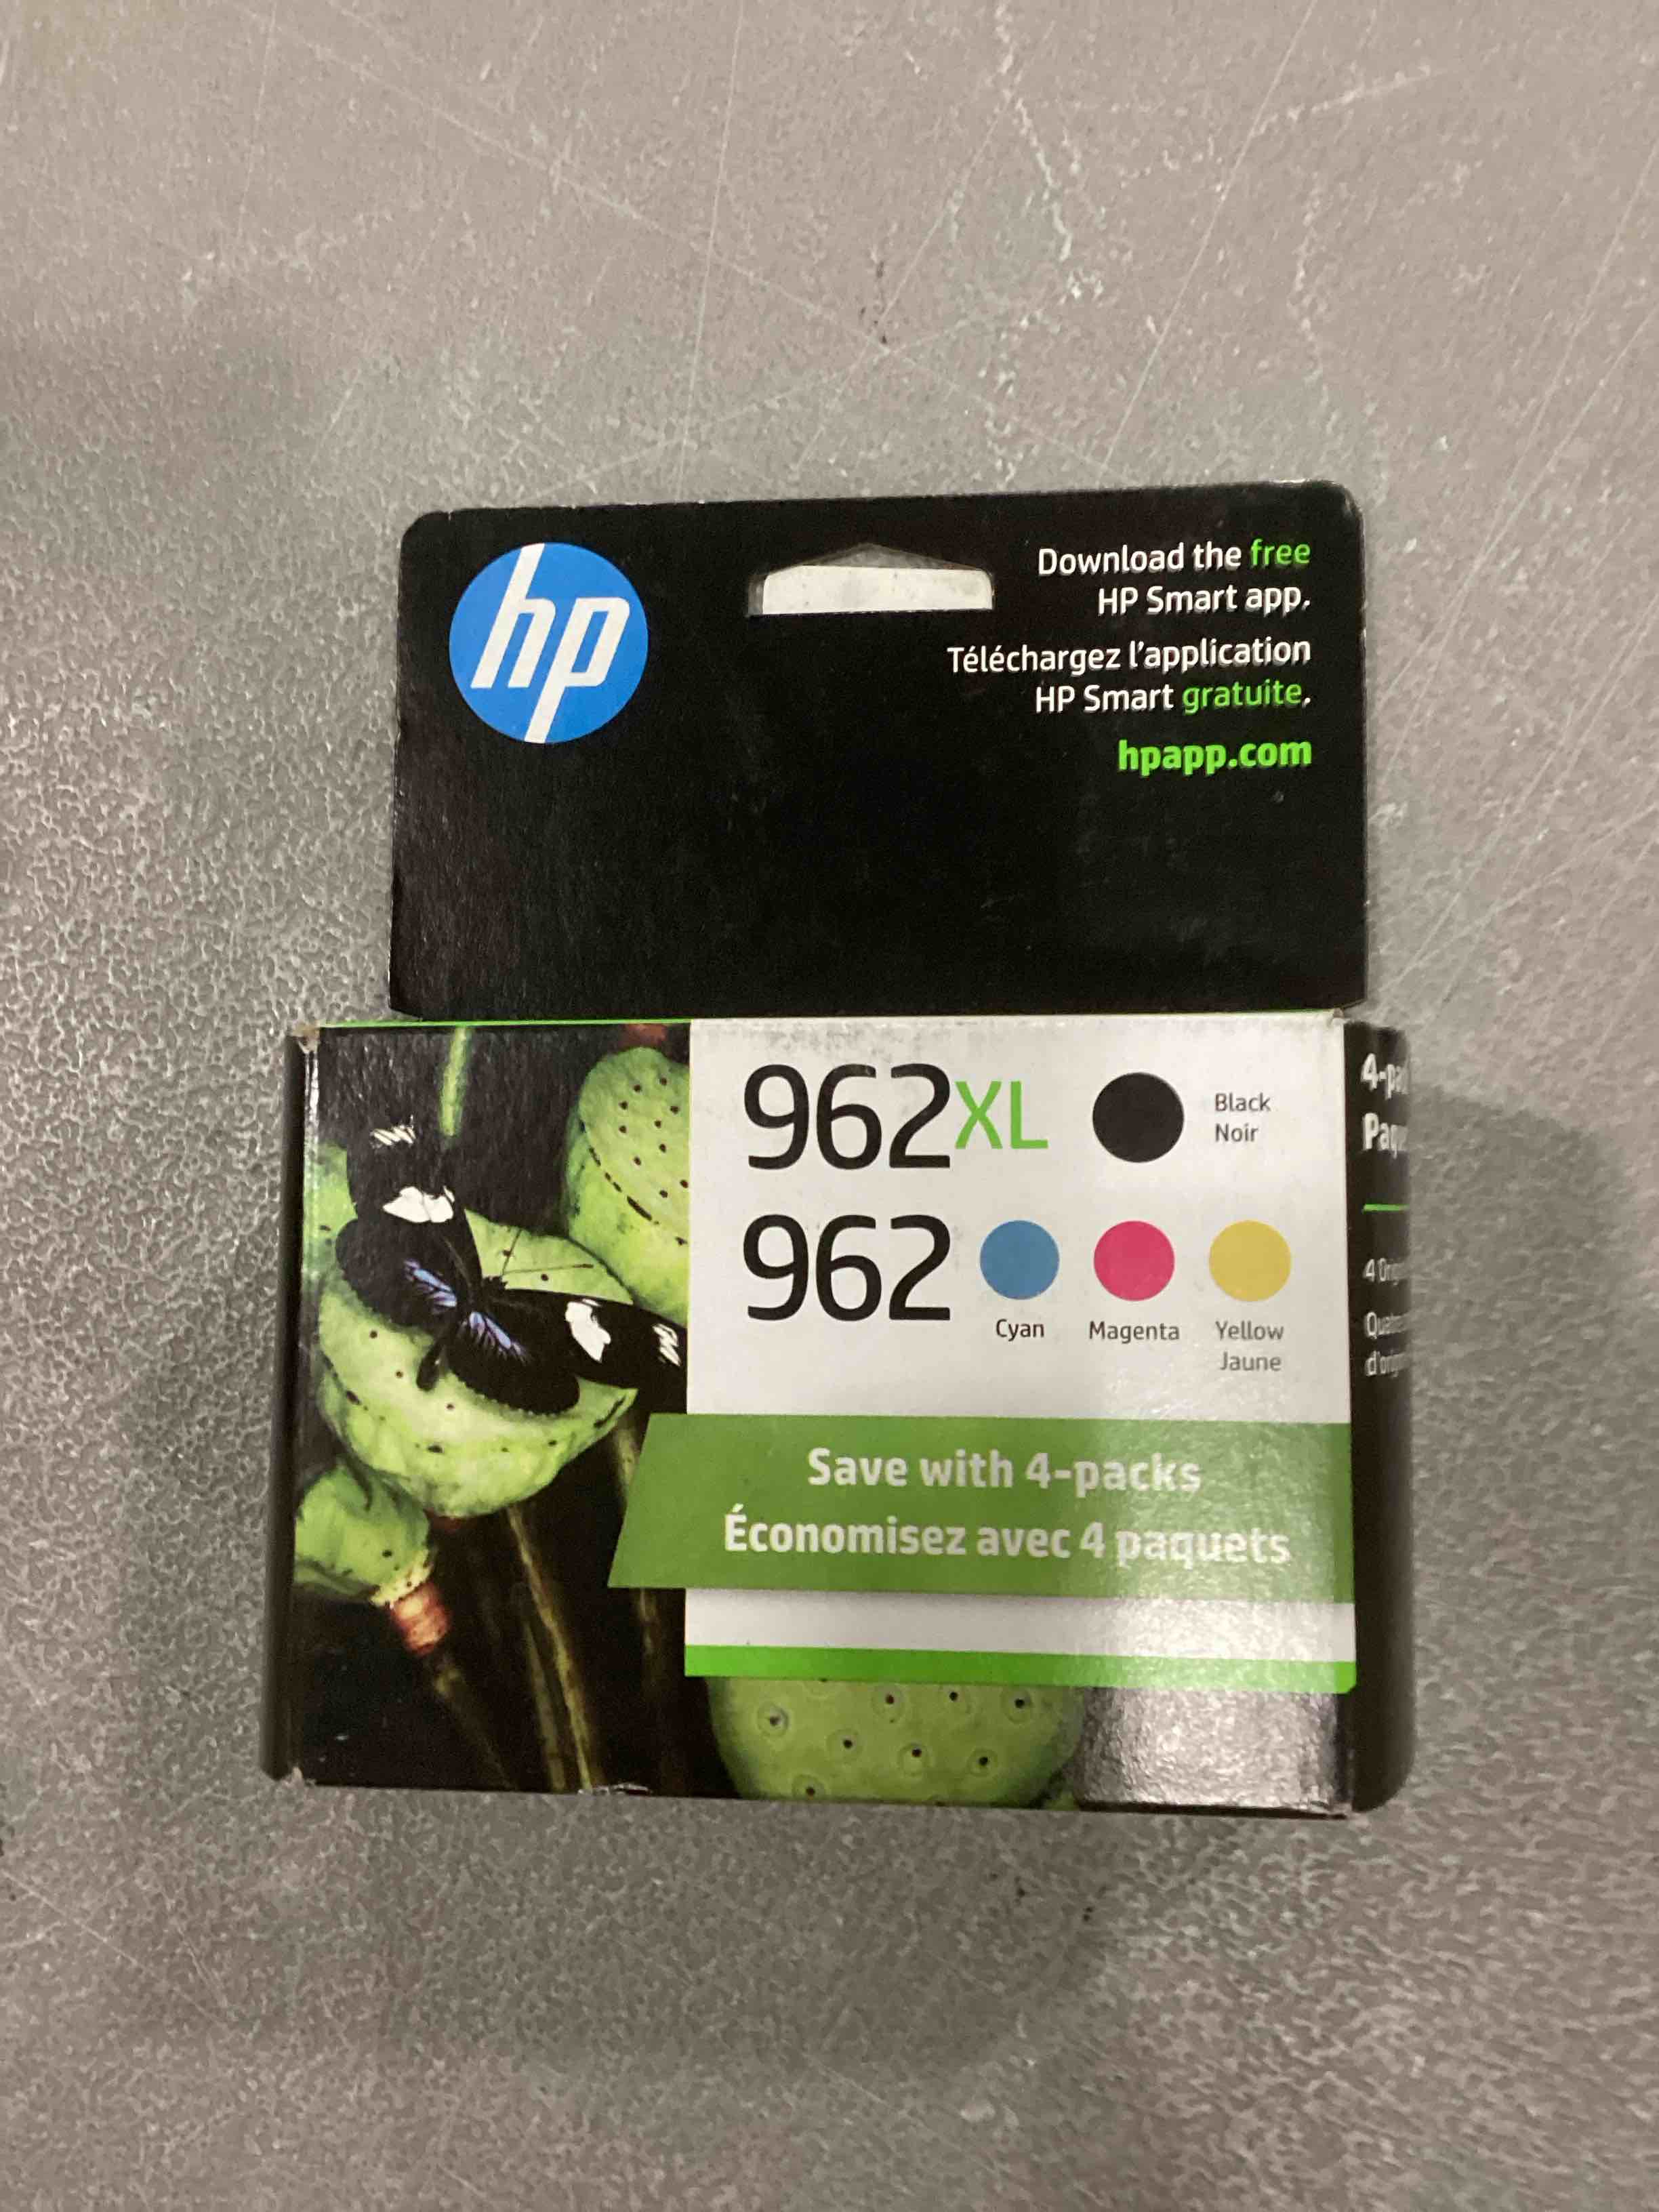 hp
Download the free
HP Smart app.
Téléchargez l'application
HP Smart gratuite.
hpapp.com
962XL
Black
Noir
962
Cyan
Magenta
Yellow
Jaune
Save with 4-packs
Économisez avec 4 paquets
4